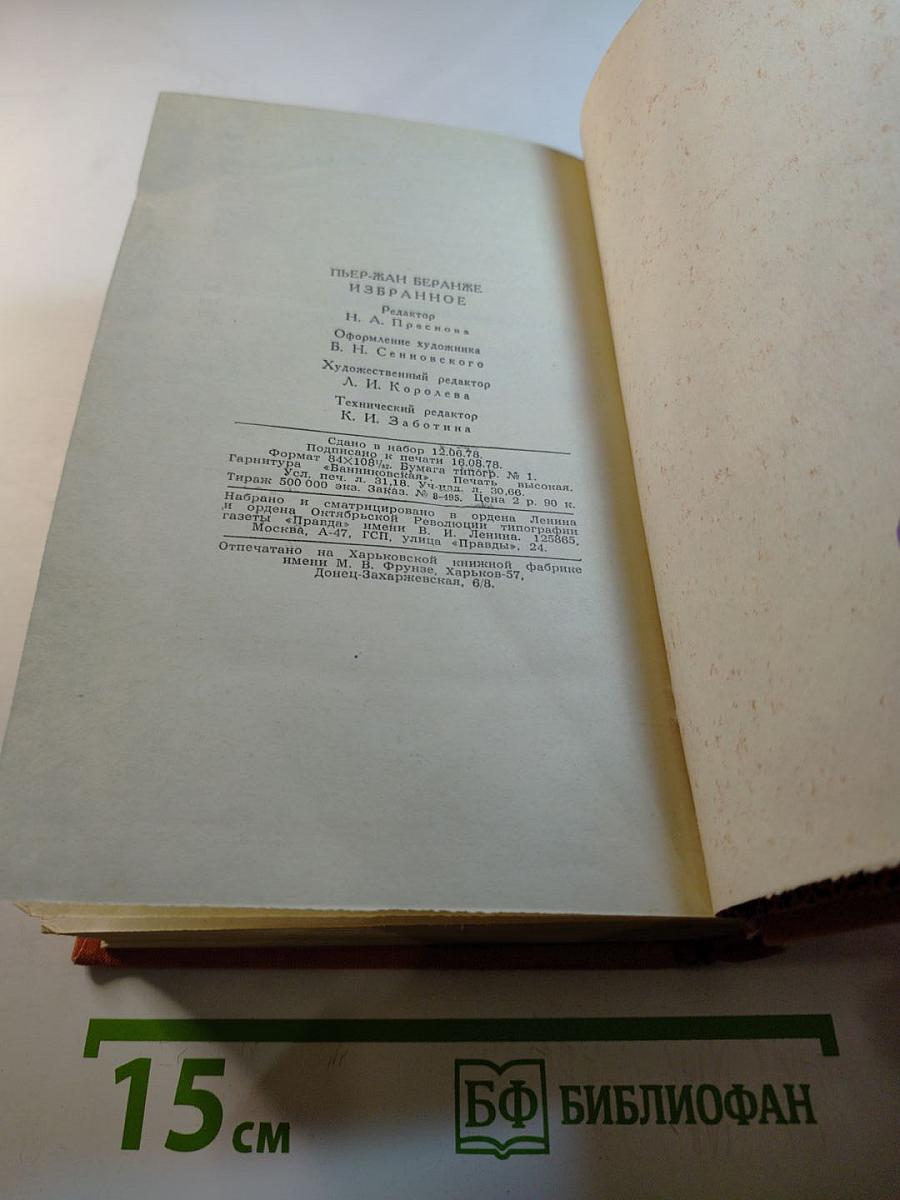 ПЬЕР-ЖАН БЕРАНЖЕ
ИЗБРАННОЕ
Редактор
Н. А. Преснова
Оформление художника
Б. Н. Сенновского
Художественный редактор
Л. И. Королева
Технический редактор
К. И. Заботина
Сдано в набор 12.06.78.
Подписано к печати 16.08.78.
Формат 84×108¹/₃₂. Бумага типогр. № 1.
Гарнитура «Банниковская». Печать высокая.
Усл. печ. л. 31,18. Уч-изд. л. 30,66.
Тираж 500 000 экз. Заказ. № 8-495. Цена 2 р. 90 к.
Набрано и сматрицировано в ордена Ленина
и ордена Октябрьской Революции типографии
газеты «Правда» имени В. И. Ленина. 125865,
Москва, А-47, ГСП, улица «Правды», 24.
Отпечатано на Харьковской книжной фабрике
имени М. В. Фрунзе, Харьков-57,
Донец-Захаржевская, 6/8.
15 см
БФ БИБЛИОФАН